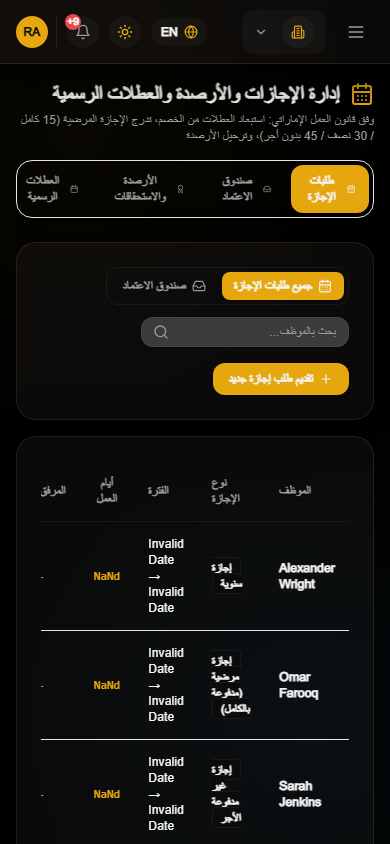 RA
+9
EN
إدارة الإجازات والأرصدة والعطلات الرسمية
وفق قانون العمل الإماراتي: استبعاد العطلات من الخصم، تدرج الإجازة المرضية (15 كامل
/ 30 نصف / 45 بدون أجر)، وترحيل الأرصدة
طلبات
الإجازة
صندوق
الاعتماد
الأرصدة
والاستحقاقات
العطلات
الرسمية
جميع طلبات الإجازة
صندوق الاعتماد
بحث بالموظف...
+ تقديم طلب إجازة جديد
الموظف
نوع
الإجازة
الفترة
أيام
العمل
المرفق
Alexander
Wright
إجازة
سنوية
Invalid
Date
→
Invalid
Date
NaNd
-
Omar
Farooq
إجازة
مرضية
(مدفوعة
بالكامل)
Invalid
Date
→
Invalid
Date
NaNd
-
Sarah
Jenkins
إجازة
غير
مدفوعة
الأجر
Invalid
Date
→
Invalid
Date
NaNd
-